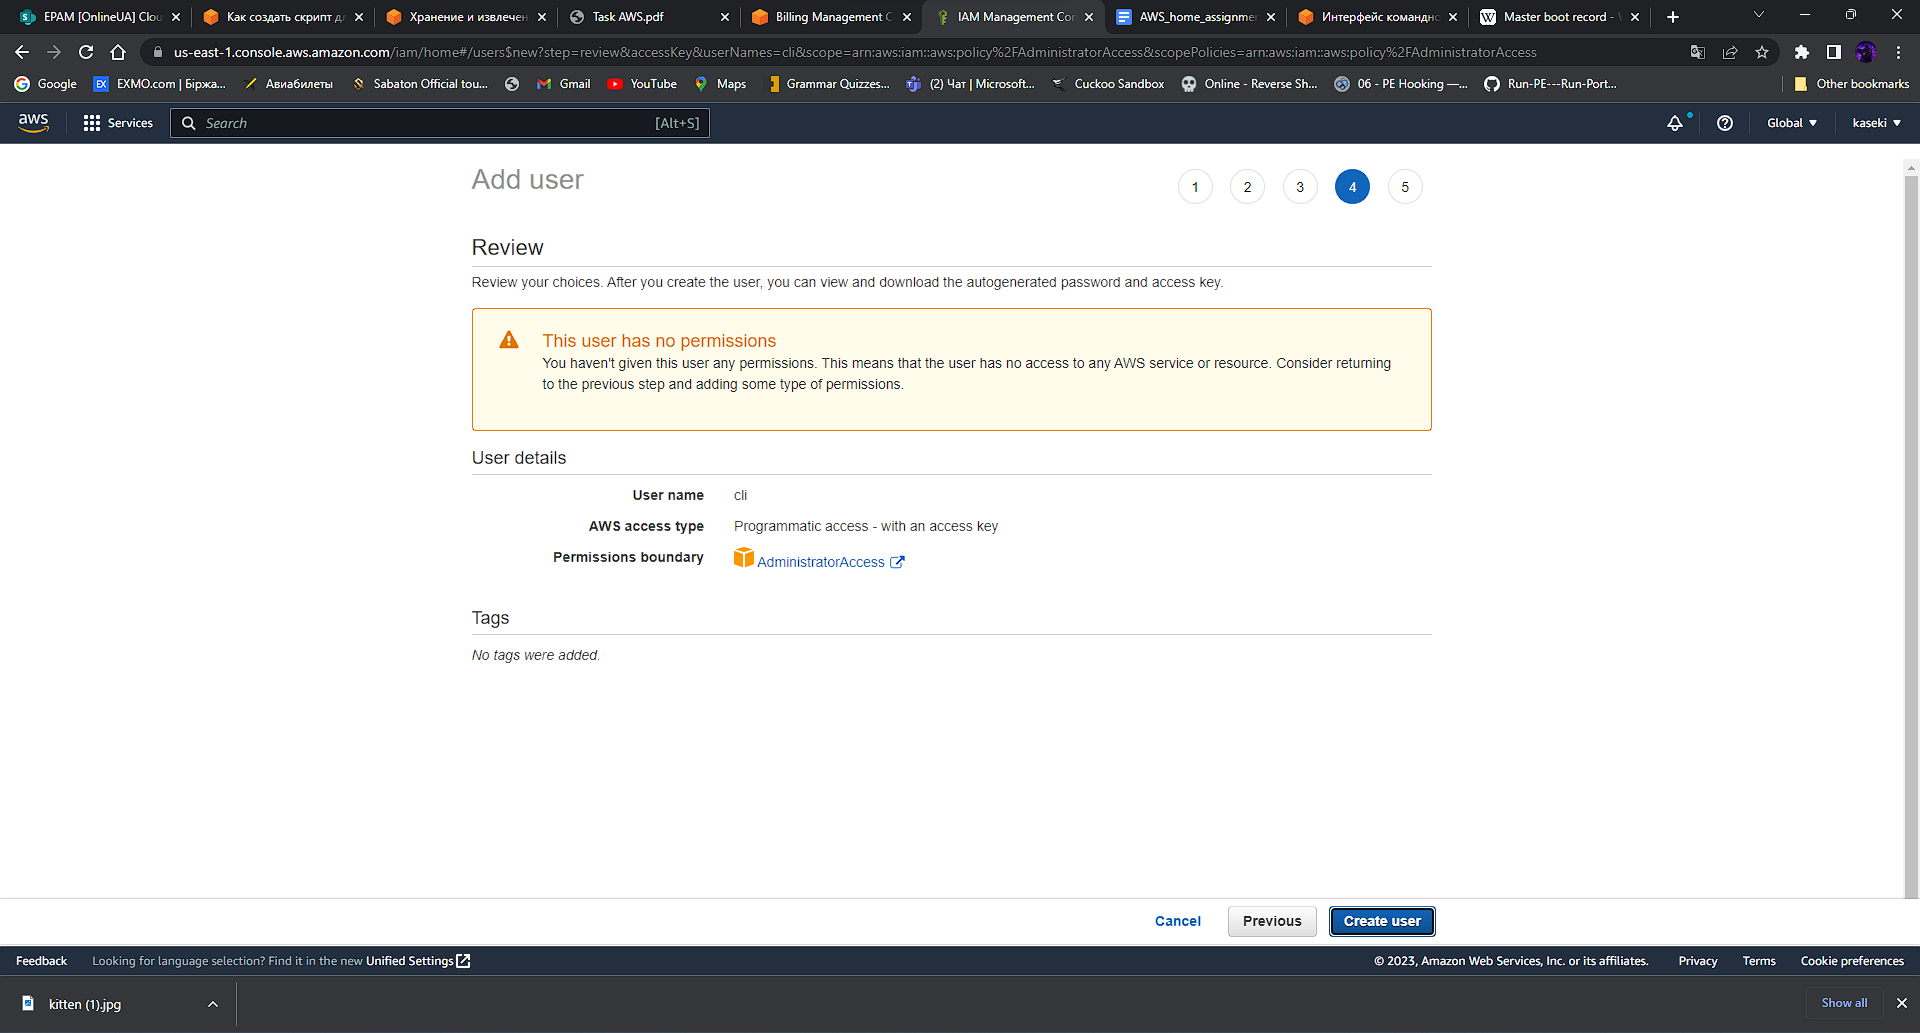 EPAM [OnlineUA] Clou
Как создать скрипт дл
Хранение и извлечен
Task AWS.pdf
Billing Management C
IAM Management Con
AWS_home_assignme
Интерфейс командно
Master boot record -
us-east-1.console.aws.amazon.com/iam/home#/users$new?step=review&accessKey&userNames=cli&scope=arn:aws:iam::aws:policy%2FAdministratorAccess&scopePolicies=arn:aws:iam::aws:policy%2FAdministratorAccess
Google
EXMO.com | Біржа...
Авиабилеты
Sabaton Official tou...
Gmail
YouTube
Maps
Grammar Quizzes...
(2) Чат | Microsoft...
Cuckoo Sandbox
Online - Reverse Sh...
06 - PE Hooking —...
Run-PE---Run-Port...
Other bookmarks
aws
Services
Search
[Alt+S]
Global
kaseki
Add user
1
2
3
4
5
Review
Review your choices. After you create the user, you can view and download the autogenerated password and access key.
This user has no permissions
You haven't given this user any permissions. This means that the user has no access to any AWS service or resource. Consider returning
to the previous step and adding some type of permissions.
User details
User name cli
AWS access type Programmatic access - with an access key
Permissions boundary AdministratorAccess
Tags
No tags were added.
Cancel
Previous
Create user
Feedback
Looking for language selection? Find it in the new Unified Settings
© 2023, Amazon Web Services, Inc. or its affiliates.
Privacy
Terms
Cookie preferences
kitten (1).jpg
Show all